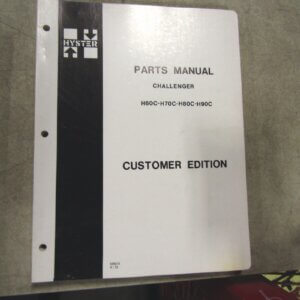 HYSTER
PARTS MANUAL
CHALLENGER
H60C-H70C-H80C-H90C
CUSTOMER EDITION